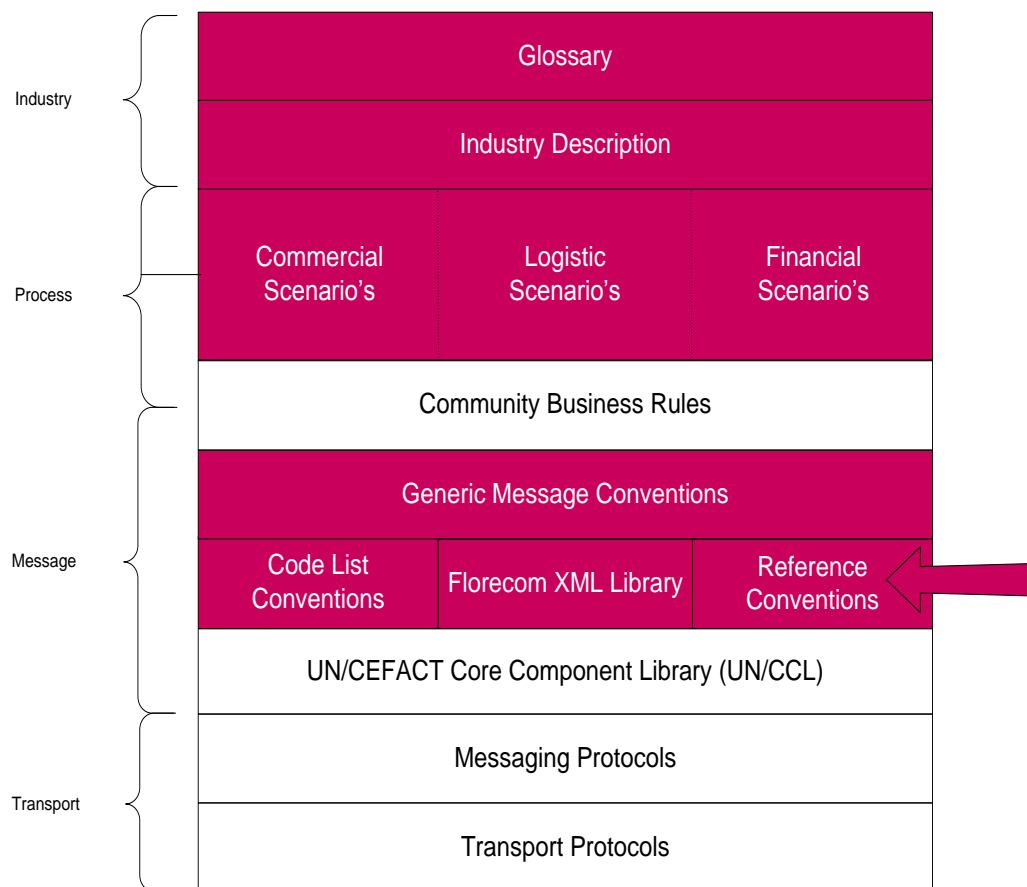 Glossary
Industry
Industry Description
Commercial
Scenario's
Logistic
Scenario's
Financial
Scenario's
Process
Community Business Rules
Generic Message Conventions
Message
Code List
Conventions
Florecom XML Library
Reference
Conventions
UN/CEFACT Core Component Library (UN/CCL)
Messaging Protocols
Transport
Transport Protocols